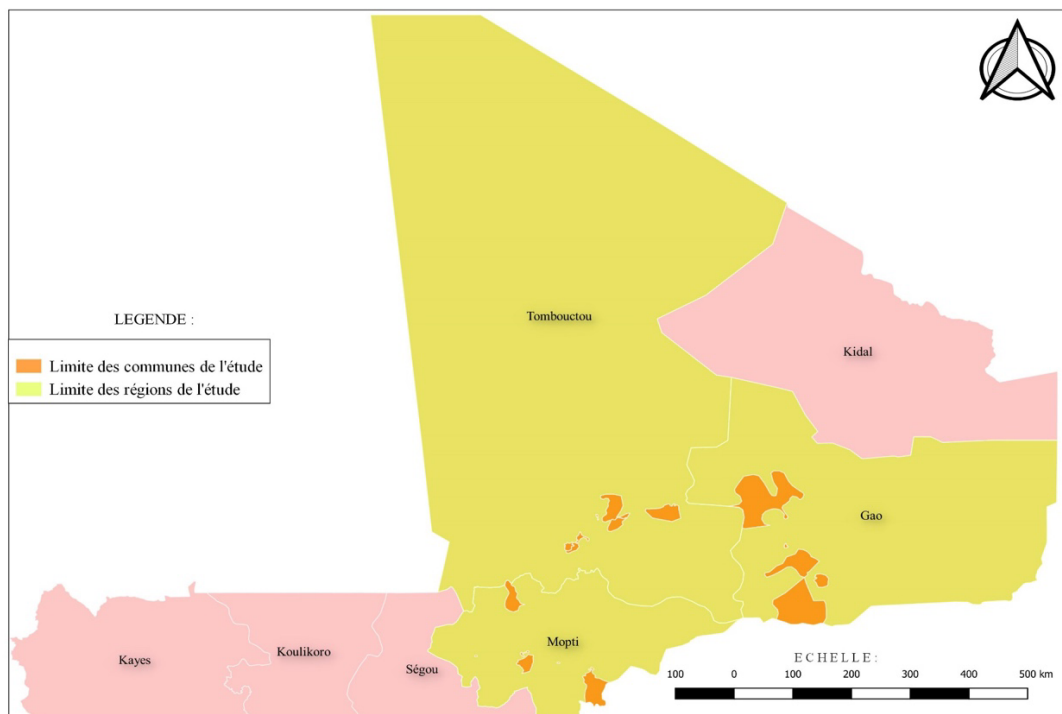 Tombouctou
LEGENDE :
Kidal
Limite des communes de l'étude
Limite des régions de l'étude
Gao
Mopti
Koulikoro
Kayes
Ségou
ECHELLE :
100 0 100 200 300 400 500 km